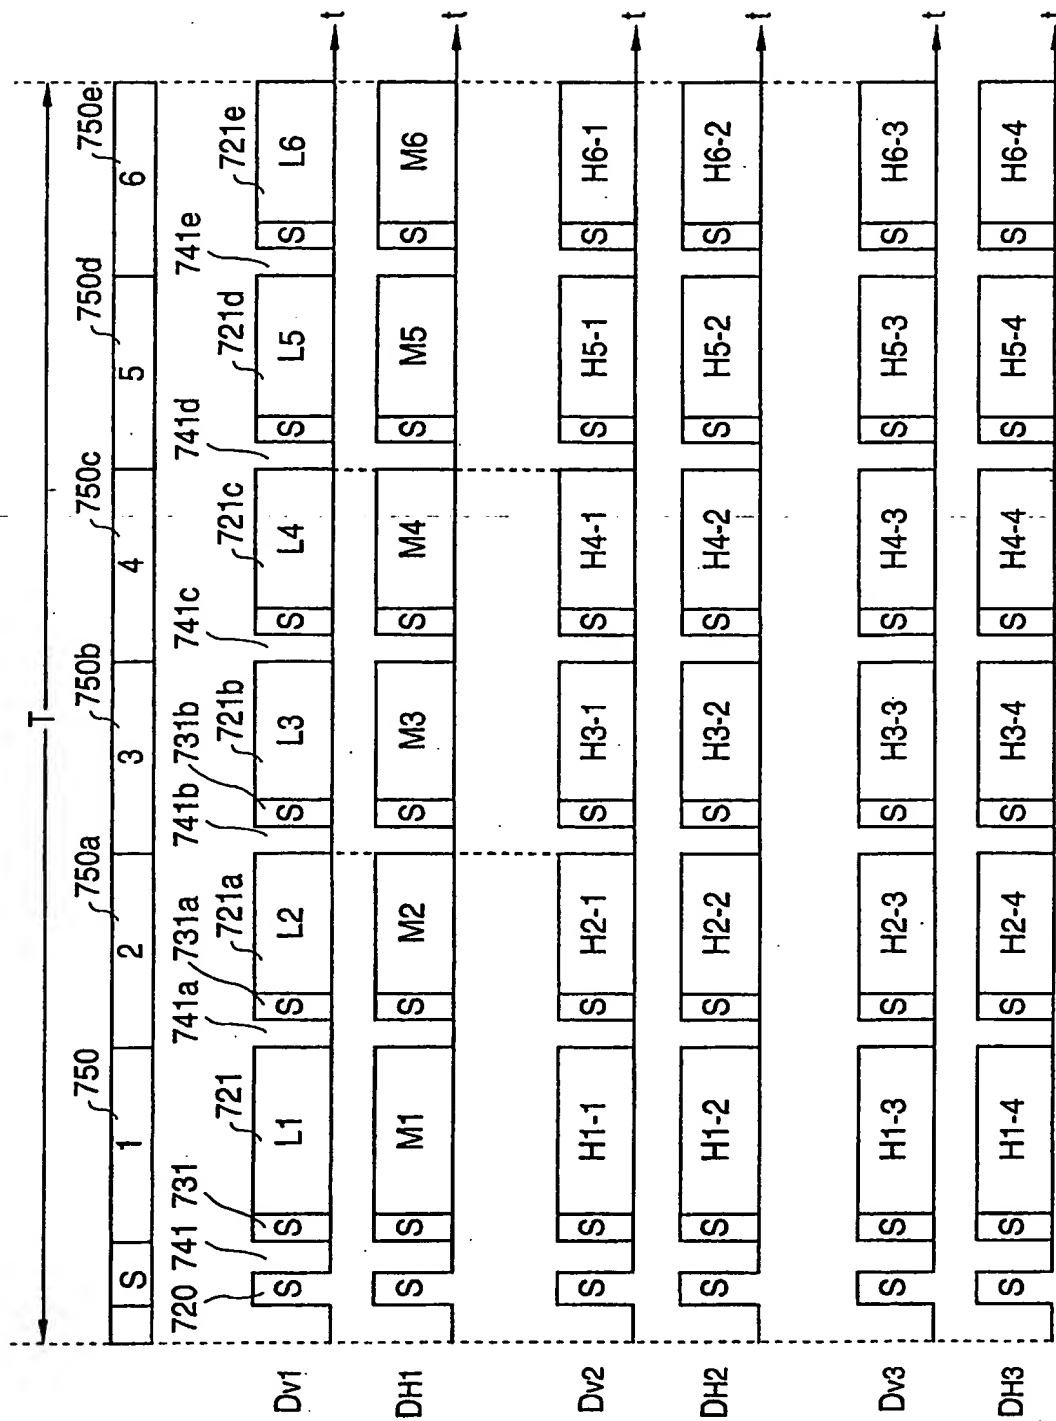 T
750 750a 750b 750c 750d 750e
S 1 2 3 4 5 6
720 741 731 721 741a 731a 721a 741b 731b 721b 741c 721c 741d 721d 741e 721e
Dv1 S S L1 S L2 S L3 S L4 S L5 S L6 t
DH1 S S M1 S M2 S M3 S M4 S M5 S M6 t
Dv2 S S H1-1 S H2-1 S H3-1 S H4-1 S H5-1 S H6-1 t
DH2 S S H1-2 S H2-2 S H3-2 S H4-2 S H5-2 S H6-2 t
Dv3 S S H1-3 S H2-3 S H3-3 S H4-3 S H5-3 S H6-3 t
DH3 S S H1-4 S H2-4 S H3-4 S H4-4 S H5-4 S H6-4 t